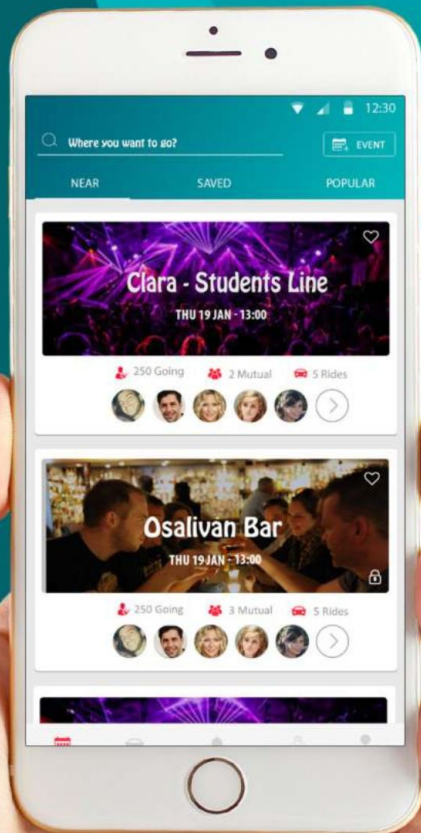 12:30
Where you want to go?
EVENT
NEAR SAVED POPULAR
Clara - Students Line
THU 19 JAN - 13:00
250 Going 2 Mutual 5 Rides
Osalivan Bar
THU 19 JAN - 13:00
250 Going 3 Mutual 5 Rides